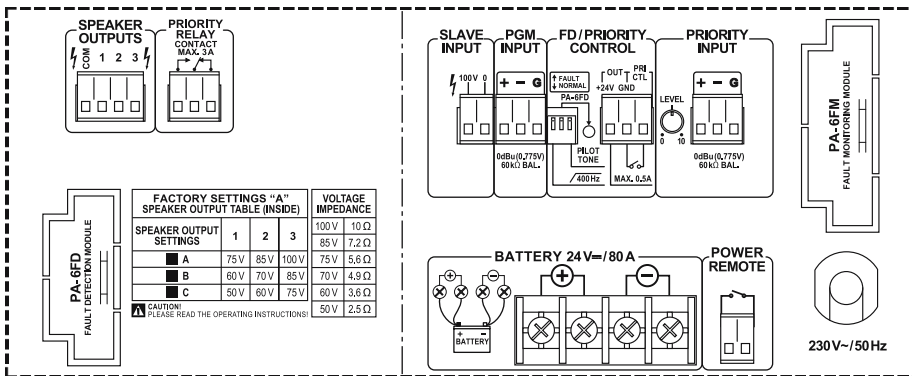 SPEAKER OUTPUTS
COM 1 2 3
PRIORITY RELAY
CONTACT
MAX. 3A
SLAVE INPUT
100V 0
PGM INPUT
+ – G
0dBu(0.775V)
60kΩ BAL.
FD/PRIORITY CONTROL
FAULT
NORMAL
PA-6FD
PILOT TONE
400Hz
OUT PRI CTL
+24V GND
MAX. 0.5A
LEVEL
0 10
PRIORITY INPUT
+ – G
0dBu(0.775V)
60kΩ BAL.
PA-6FM
FAULT MONITORING MODULE
PA-6FD
FAULT DETECTION MODULE
FACTORY SETTINGS “A”
SPEAKER OUTPUT TABLE (INSIDE)
SPEAKER OUTPUT SETTINGS 1 2 3
A 75V 85V 100V
B 60V 70V 85V
C 50V 60V 75V
CAUTION!
PLEASE READ THE OPERATING INSTRUCTIONS!
VOLTAGE IMPEDANCE
100V 10Ω
85V 7.2Ω
75V 5,6Ω
70V 4.9Ω
60V 3,6Ω
50V 2.5Ω
BATTERY 24V⎓/80A
+ –
+ –
+ –
BATTERY
POWER REMOTE
230V~/50Hz